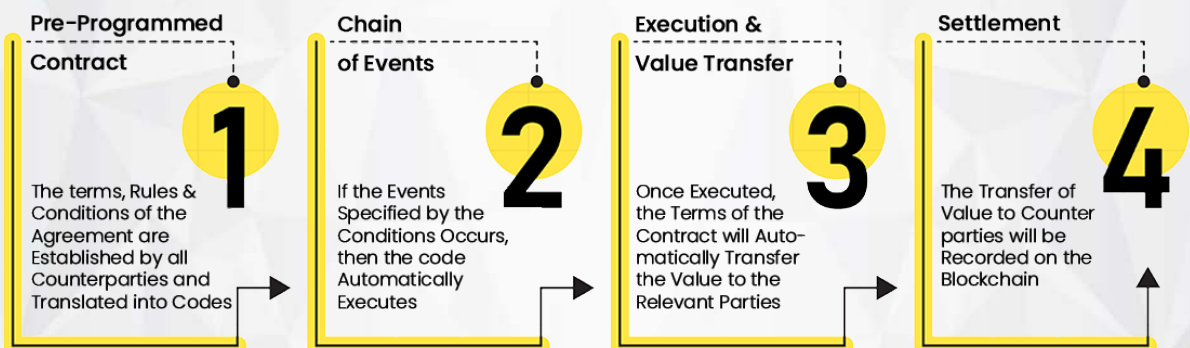 Pre-Programmed
Contract
1
The terms, Rules &
Conditions of the
Agreement are
Established by all
Counterparties and
Translated into Codes
Chain
of Events
2
If the Events
Specified by the
Conditions Occurs,
then the code
Automatically
Executes
Execution &
Value Transfer
3
Once Executed,
the Terms of the
Contract will Auto-
matically Transfer
the Value to the
Relevant Parties
Settlement
4
The Transfer of
Value to Counter
parties will be
Recorded on the
Blockchain